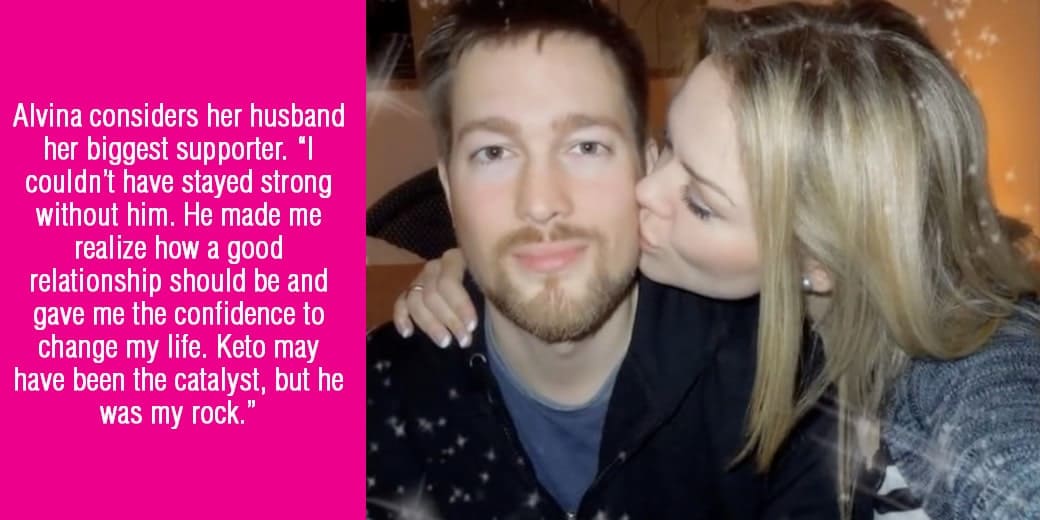 Alvina considers her husband
her biggest supporter. “I
couldn’t have stayed strong
without him. He made me
realize how a good
relationship should be and
gave me the confidence to
change my life. Keto may
have been the catalyst, but he
was my rock.”